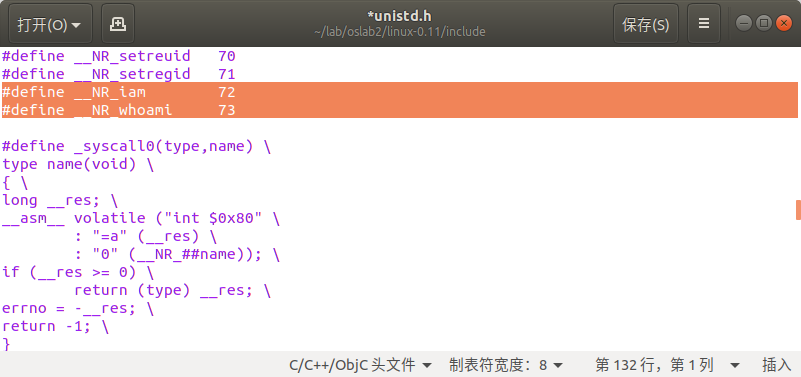 打开(O)
*unistd.h
~/lab/oslab2/linux-0.11/include
保存(S)
#define __NR_setreuid   70
#define __NR_setregid   71
#define __NR_iam        72
#define __NR_whoami     73

#define _syscall0(type,name) \
type name(void) \
{ \
long __res; \
__asm__ volatile ("int $0x80" \
        : "=a" (__res) \
        : "0" (__NR_##name)); \
if (__res >= 0) \
        return (type) __res; \
errno = -__res; \
return -1; \
}
C/C++/ObjC 头文件 制表符宽度：8 第 132 行，第 1 列 插入